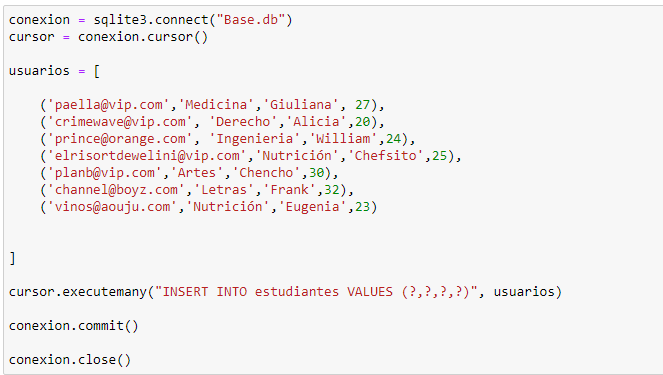 conexion = sqlite3.connect("Base.db")
cursor = conexion.cursor()
usuarios = [
('paella@vip.com','Medicina','Giuliana', 27),
('crimewave@vip.com', 'Derecho','Alicia',20),
('prince@orange.com', 'Ingenieria','William',24),
('elrisortdewelini@vip.com','Nutrición','Chefsito',25),
('planb@vip.com','Artes','Chencho',30),
('channel@boyz.com','Letras','Frank',32),
('vinos@aouju.com','Nutrición','Eugenia',23)
]
cursor.executemany("INSERT INTO estudiantes VALUES (?,?,?,?)", usuarios)
conexion.commit()
conexion.close()